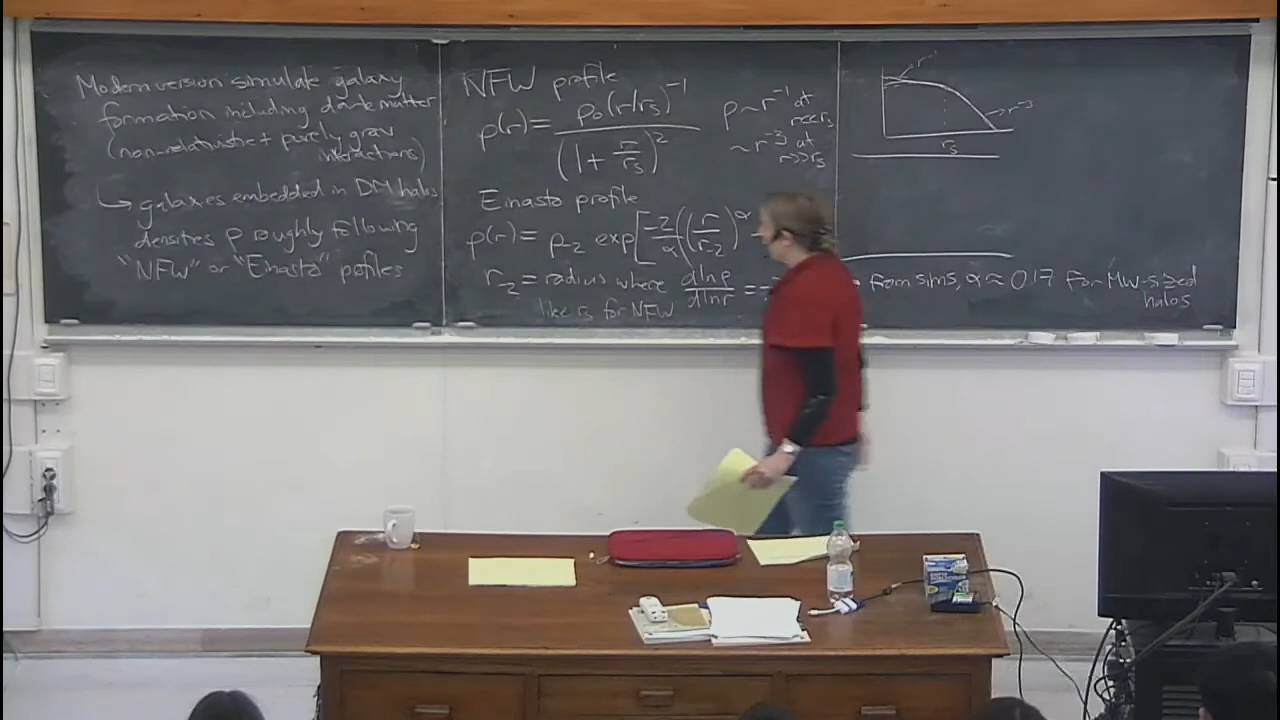 Modern version simulate galaxy
formation including dark matter
(non-relativistic + purely grav
interactions)
↳ galaxies embedded in DM halos
densities ρ roughly following
"NFW" or "Einasto" profiles
NFW profile
ρ(r) = ρ₀(r/rₛ)⁻¹ / (1 + r/rₛ)²
ρ ~ r⁻¹ at
r<<rₛ
~ r⁻³ at
r>>rₛ
Einasto profile
ρ(r) = ρ₋₂ exp[-2/α((r/r₋₂)^α -
r₋₂ = radius where dlnρ/dlnr = -
like rₛ for NFW
r⁻¹
r⁻³
rₛ
from sims, α ≈ 0.17 for MW-sized
halos